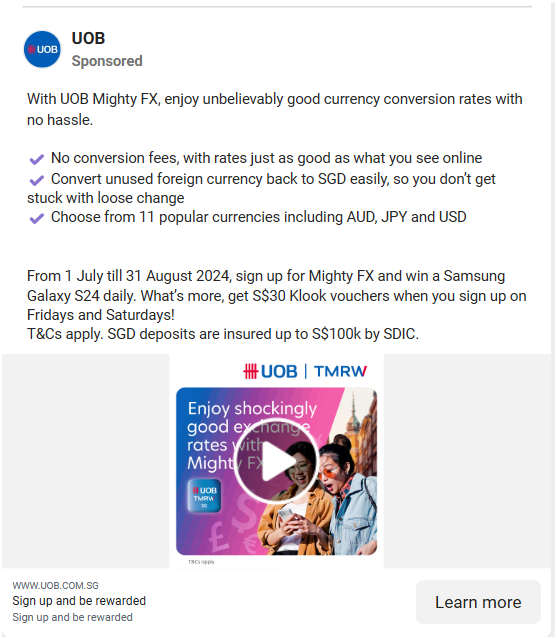 UOB
UOB
Sponsored
With UOB Mighty FX, enjoy unbelievably good currency conversion rates with
no hassle.
✔ No conversion fees, with rates just as good as what you see online
✔ Convert unused foreign currency back to SGD easily, so you don't get
stuck with loose change
✔ Choose from 11 popular currencies including AUD, JPY and USD
From 1 July till 31 August 2024, sign up for Mighty FX and win a Samsung
Galaxy S24 daily. What's more, get S$30 Klook vouchers when you sign up on
Fridays and Saturdays!
T&Cs apply. SGD deposits are insured up to S$100k by SDIC.
UOB | TMRW
Enjoy shockingly
good exchange
rates with
Mighty FX
UOB
TMRW
SG
£ $ € ¥
T&Cs apply.
WWW.UOB.COM.SG
Sign up and be rewarded
Sign up and be rewarded
Learn more